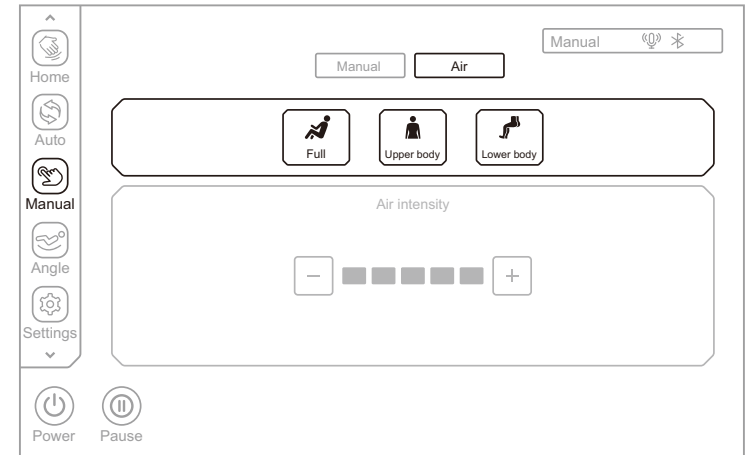 Home
Auto
Manual
Angle
Settings
Manual
Manual
Air
Full
Upper body
Lower body
Air intensity
Power
Pause